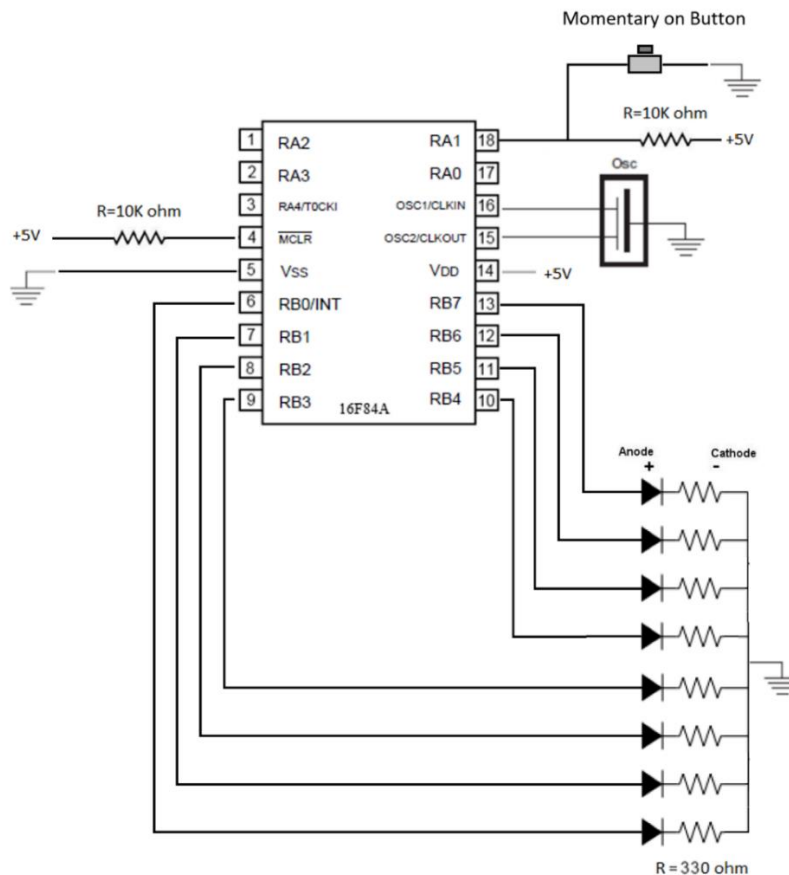 Momentary on Button
R=10K ohm
+5V
Osc
R=10K ohm
+5V
1 RA2 RA1 18
2 RA3 RA0 17
3 RA4/T0CKI OSC1/CLKIN 16
4 MCLR OSC2/CLKOUT 15
5 VSS VDD 14
+5V
6 RB0/INT RB7 13
7 RB1 RB6 12
8 RB2 RB5 11
9 RB3 RB4 10
16F84A
Anode Cathode
+ -
R = 330 ohm